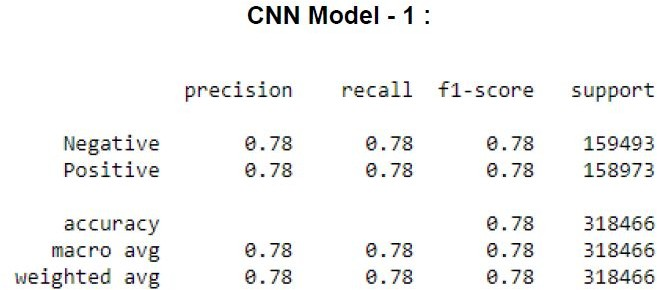 CNN Model - 1 :
precision recall f1-score support
Negative 0.78 0.78 0.78 159493
Positive 0.78 0.78 0.78 158973
accuracy 0.78 318466
macro avg 0.78 0.78 0.78 318466
weighted avg 0.78 0.78 0.78 318466